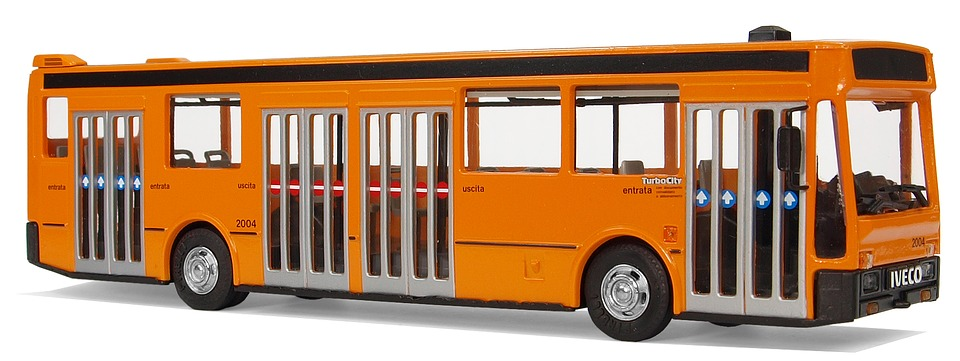 entrata
entrata
uscita
2004
uscita
TurboCity
entrata
2004
IVECO